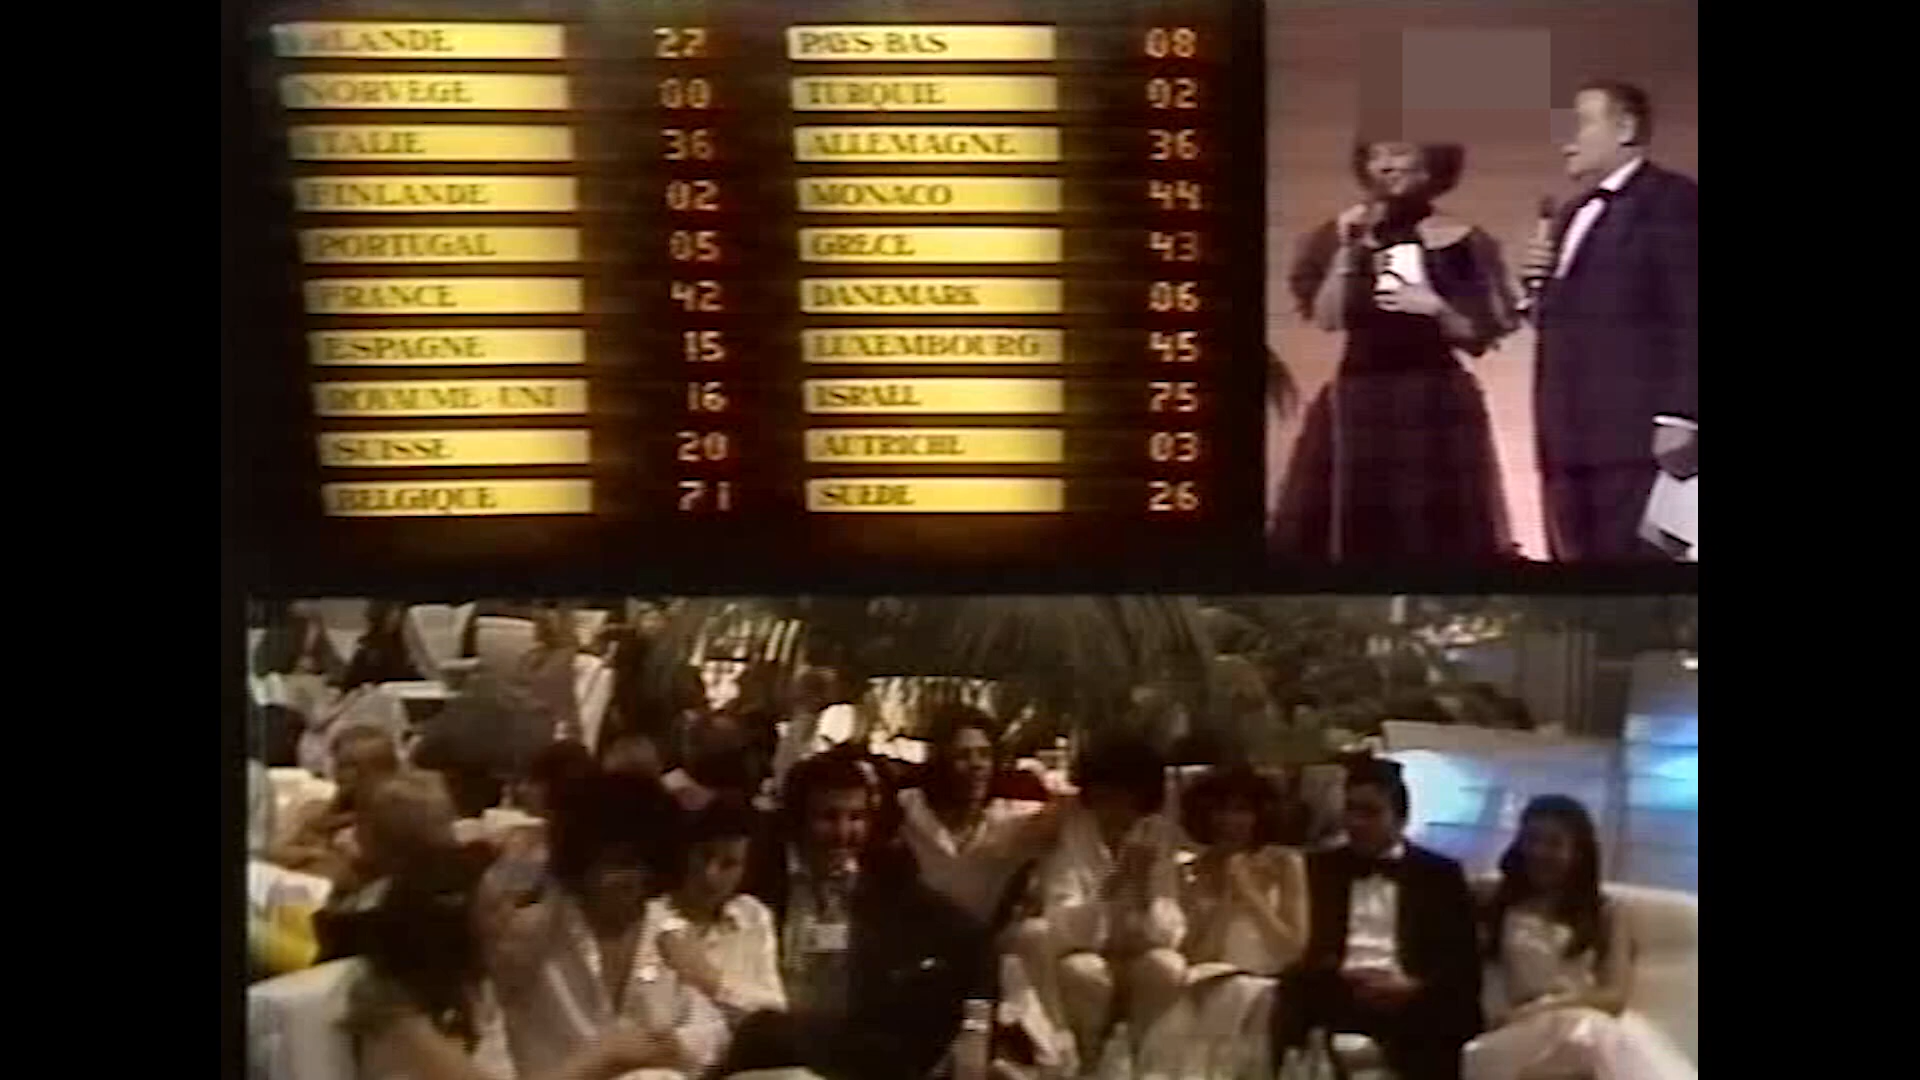 IRLANDE 27 PAYS-BAS 08
NORVEGE 00 TURQUIE 02
ITALIE 36 ALLEMAGNE 36
FINLANDE 02 MONACO 44
PORTUGAL 05 GRECE 43
FRANCE 42 DANEMARK 06
ESPAGNE 15 LUXEMBOURG 45
ROYAUME-UNI 16 ISRAEL 75
SUISSE 20 AUTRICHE 03
BELGIQUE 71 SUEDE 26